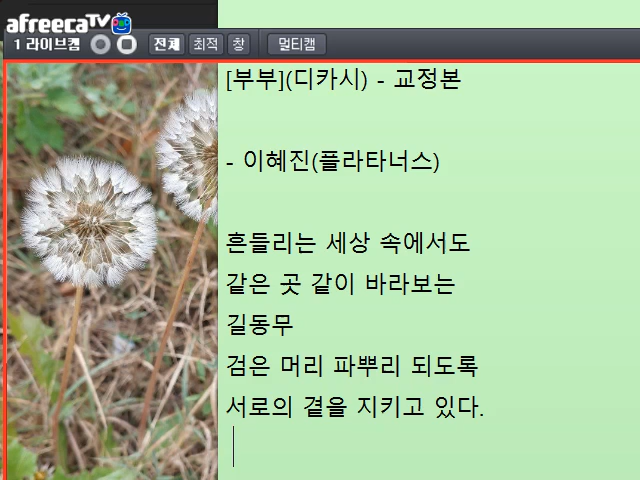 afreecaTV
1 라이브캠 전체 최적 창 멀티캠
[부부](디카시) - 교정본
- 이혜진(플라타너스)
흔들리는 세상 속에서도
같은 곳 같이 바라보는
길동무
검은 머리 파뿌리 되도록
서로의 곁을 지키고 있다.